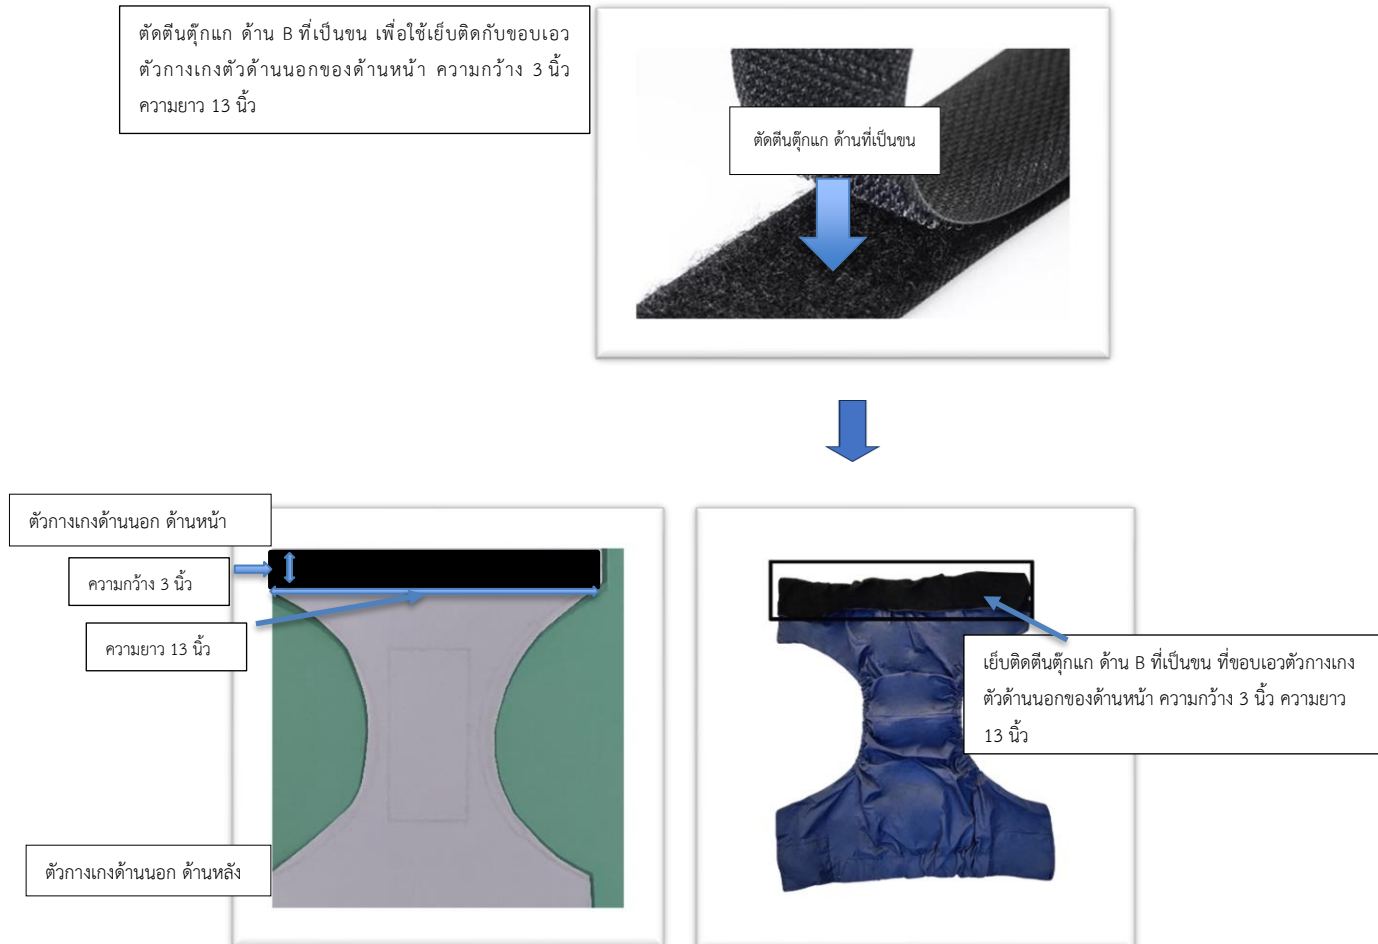 ตัดตีนตุ๊กแก ด้าน B ที่เป็นขน เพื่อใช้เย็บติดกับขอบเอว
ตัวกางเกงตัวด้านนอกของด้านหน้า ความกว้าง 3 นิ้ว
ความยาว 13 นิ้ว
ตัดตีนตุ๊กแก ด้านที่เป็นขน
ตัวกางเกงด้านนอก ด้านหน้า
ความกว้าง 3 นิ้ว
ความยาว 13 นิ้ว
ตัวกางเกงด้านนอก ด้านหลัง
เย็บติดตีนตุ๊กแก ด้าน B ที่เป็นขน ที่ขอบเอวตัวกางเกง
ตัวด้านนอกของด้านหน้า ความกว้าง 3 นิ้ว ความยาว
13 นิ้ว